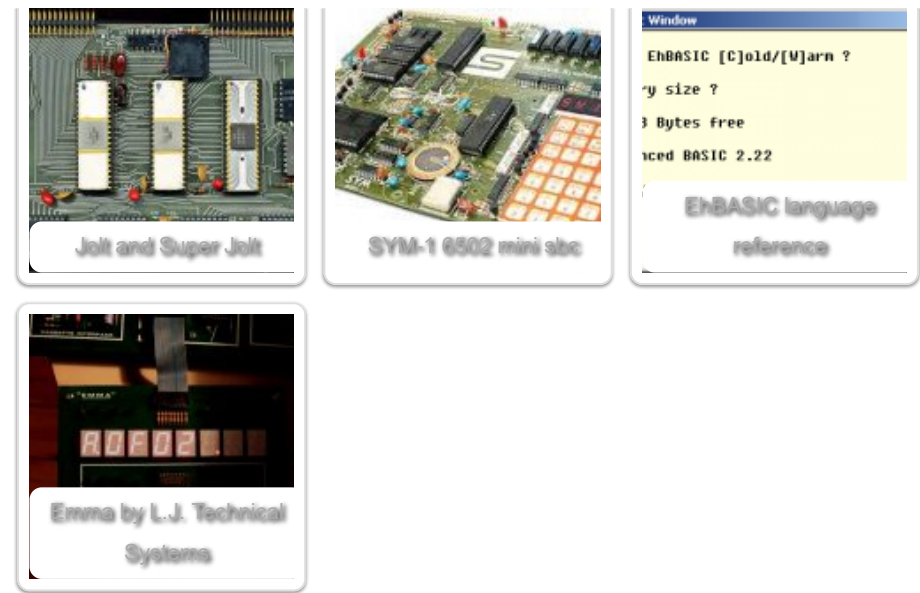 Window
EhBASIC [C]old/[W]arm ?
ry size ?
Bytes free
nced BASIC 2.22
Jolt and Super Jolt
SYM-1 6502 mini sbc
EhBASIC language
reference
"EMMA"
Emma by L.J. Technical
Systems